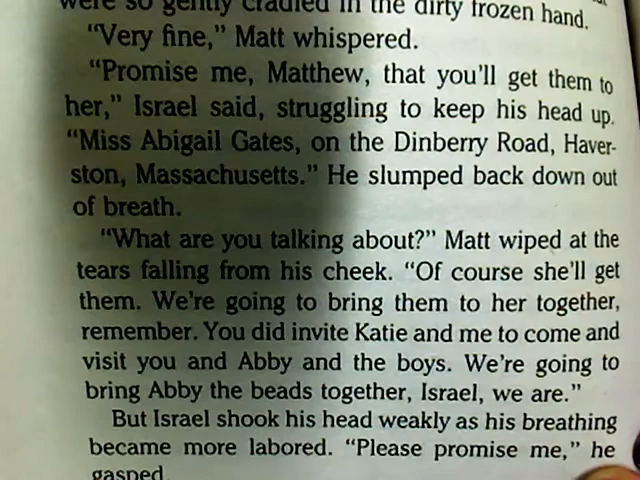 were so gently cradled in the dirty frozen hand.
"Very fine," Matt whispered.
"Promise me, Matthew, that you'll get them to
her," Israel said, struggling to keep his head up.
"Miss Abigail Gates, on the Dinberry Road, Haver-
ston, Massachusetts." He slumped back down out
of breath.
"What are you talking about?" Matt wiped at the
tears falling from his cheek. "Of course she'll get
them. We're going to bring them to her together,
remember. You did invite Katie and me to come and
visit you and Abby and the boys. We're going to
bring Abby the beads together, Israel, we are."
But Israel shook his head weakly as his breathing
became more labored. "Please promise me," he
gasped.